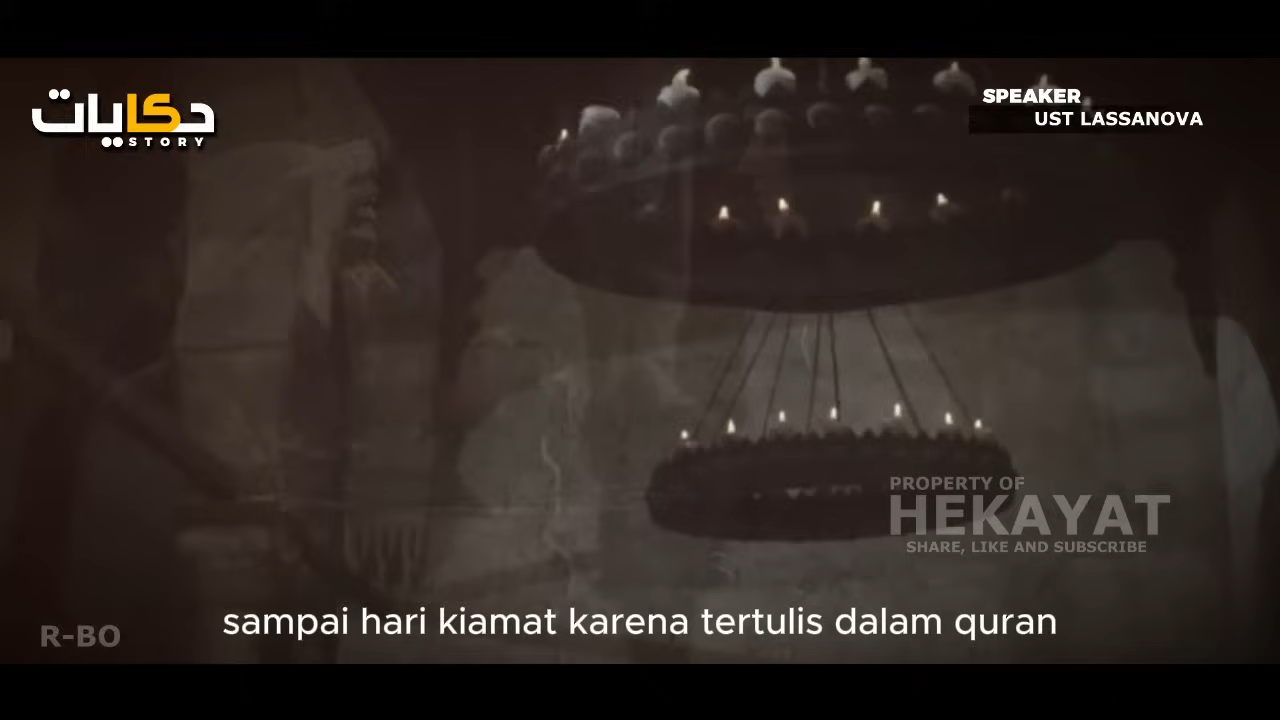 حكايات
STORY
SPEAKER
UST LASSANOVA
PROPERTY OF
HEKAYAT
SHARE, LIKE AND SUBSCRIBE
sampai hari kiamat karena tertulis dalam quran
R-BO